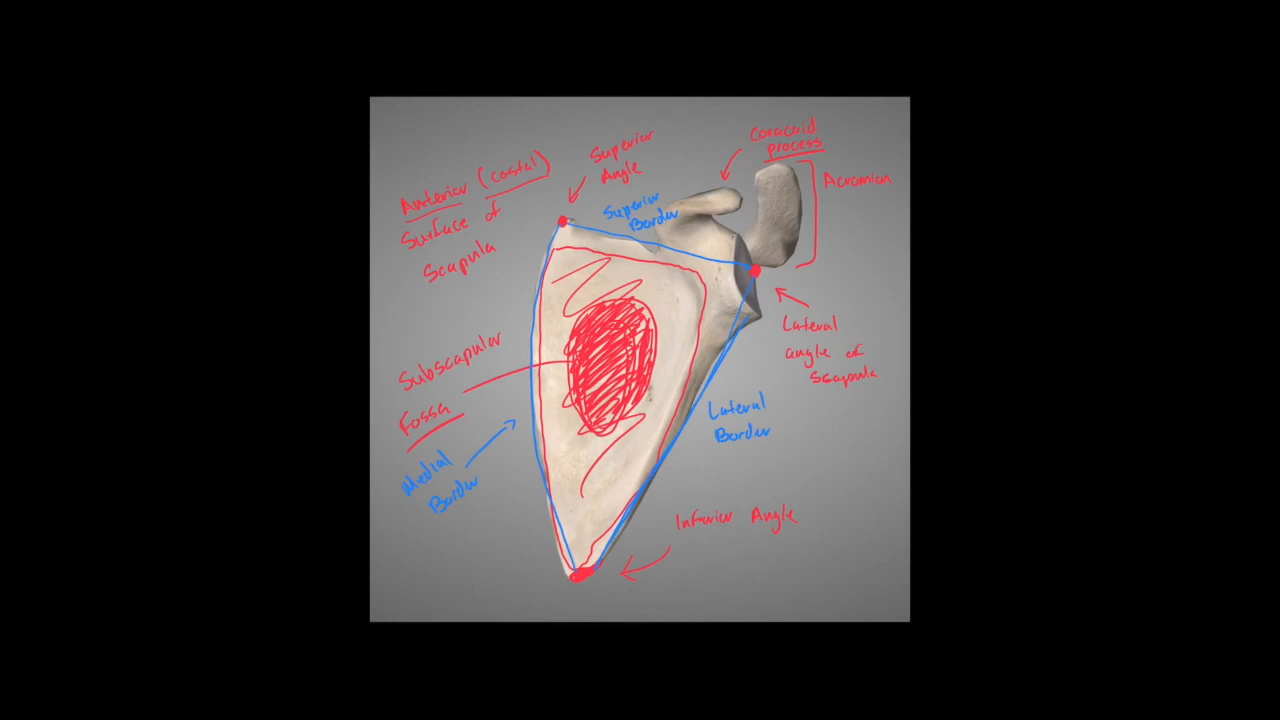 Anterior (costal)
Surface of
Scapula
Superior
Angle
Superior
Border
Coracoid
process
Acromion
Lateral
angle of
Scapula
Subscapular
Fossa
Medial
Border
Lateral
Border
Inferior Angle